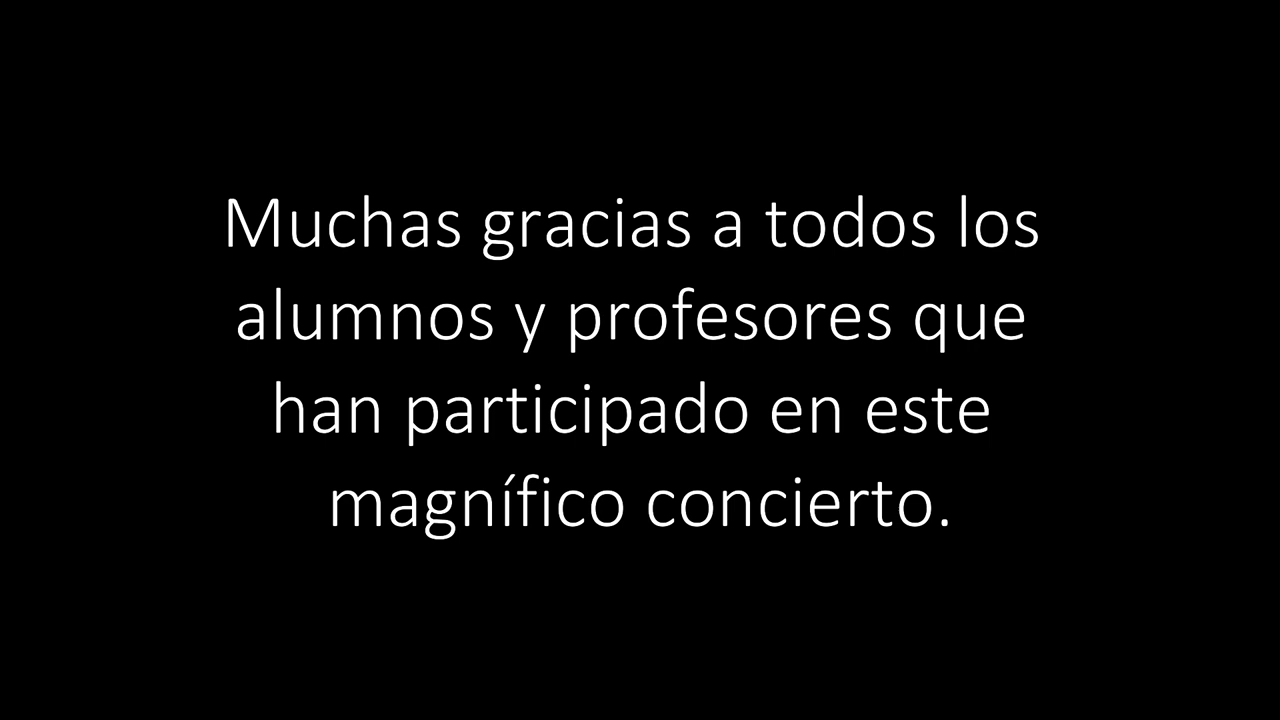 Muchas gracias a todos los
alumnos y profesores que
han participado en este
magnífico concierto.